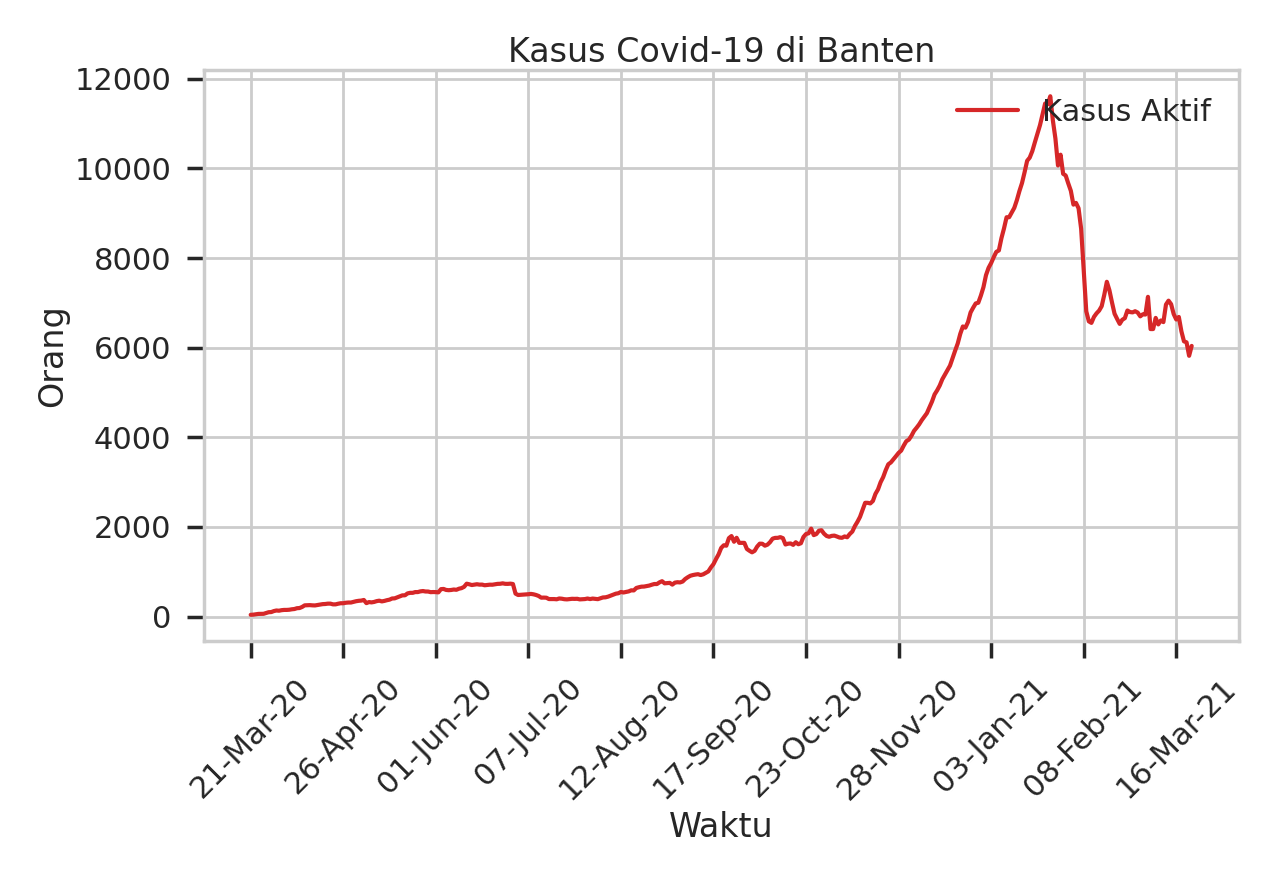 Kasus Covid-19 di Banten
Kasus Aktif
Orang
12000
10000
8000
6000
4000
2000
0
21-Mar-20
26-Apr-20
01-Jun-20
07-Jul-20
12-Aug-20
17-Sep-20
23-Oct-20
28-Nov-20
03-Jan-21
08-Feb-21
16-Mar-21
Waktu